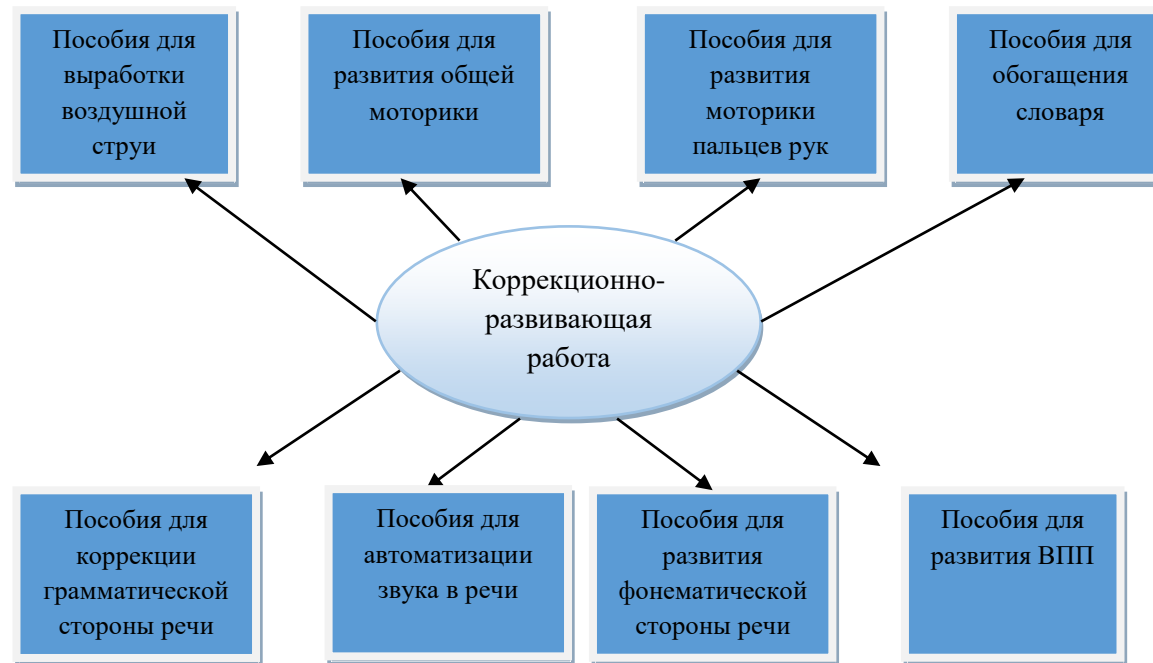 Пособия для
выработки
воздушной
струи
Пособия для
развития общей
моторики
Пособия для
развития
моторики
пальцев рук
Пособия для
обогащения
словаря
Коррекционно-
развивающая
работа
Пособия для
коррекции
грамматической
стороны речи
Пособия для
автоматизации
звука в речи
Пособия для
развития
фонематической
стороны речи
Пособия для
развития ВПП